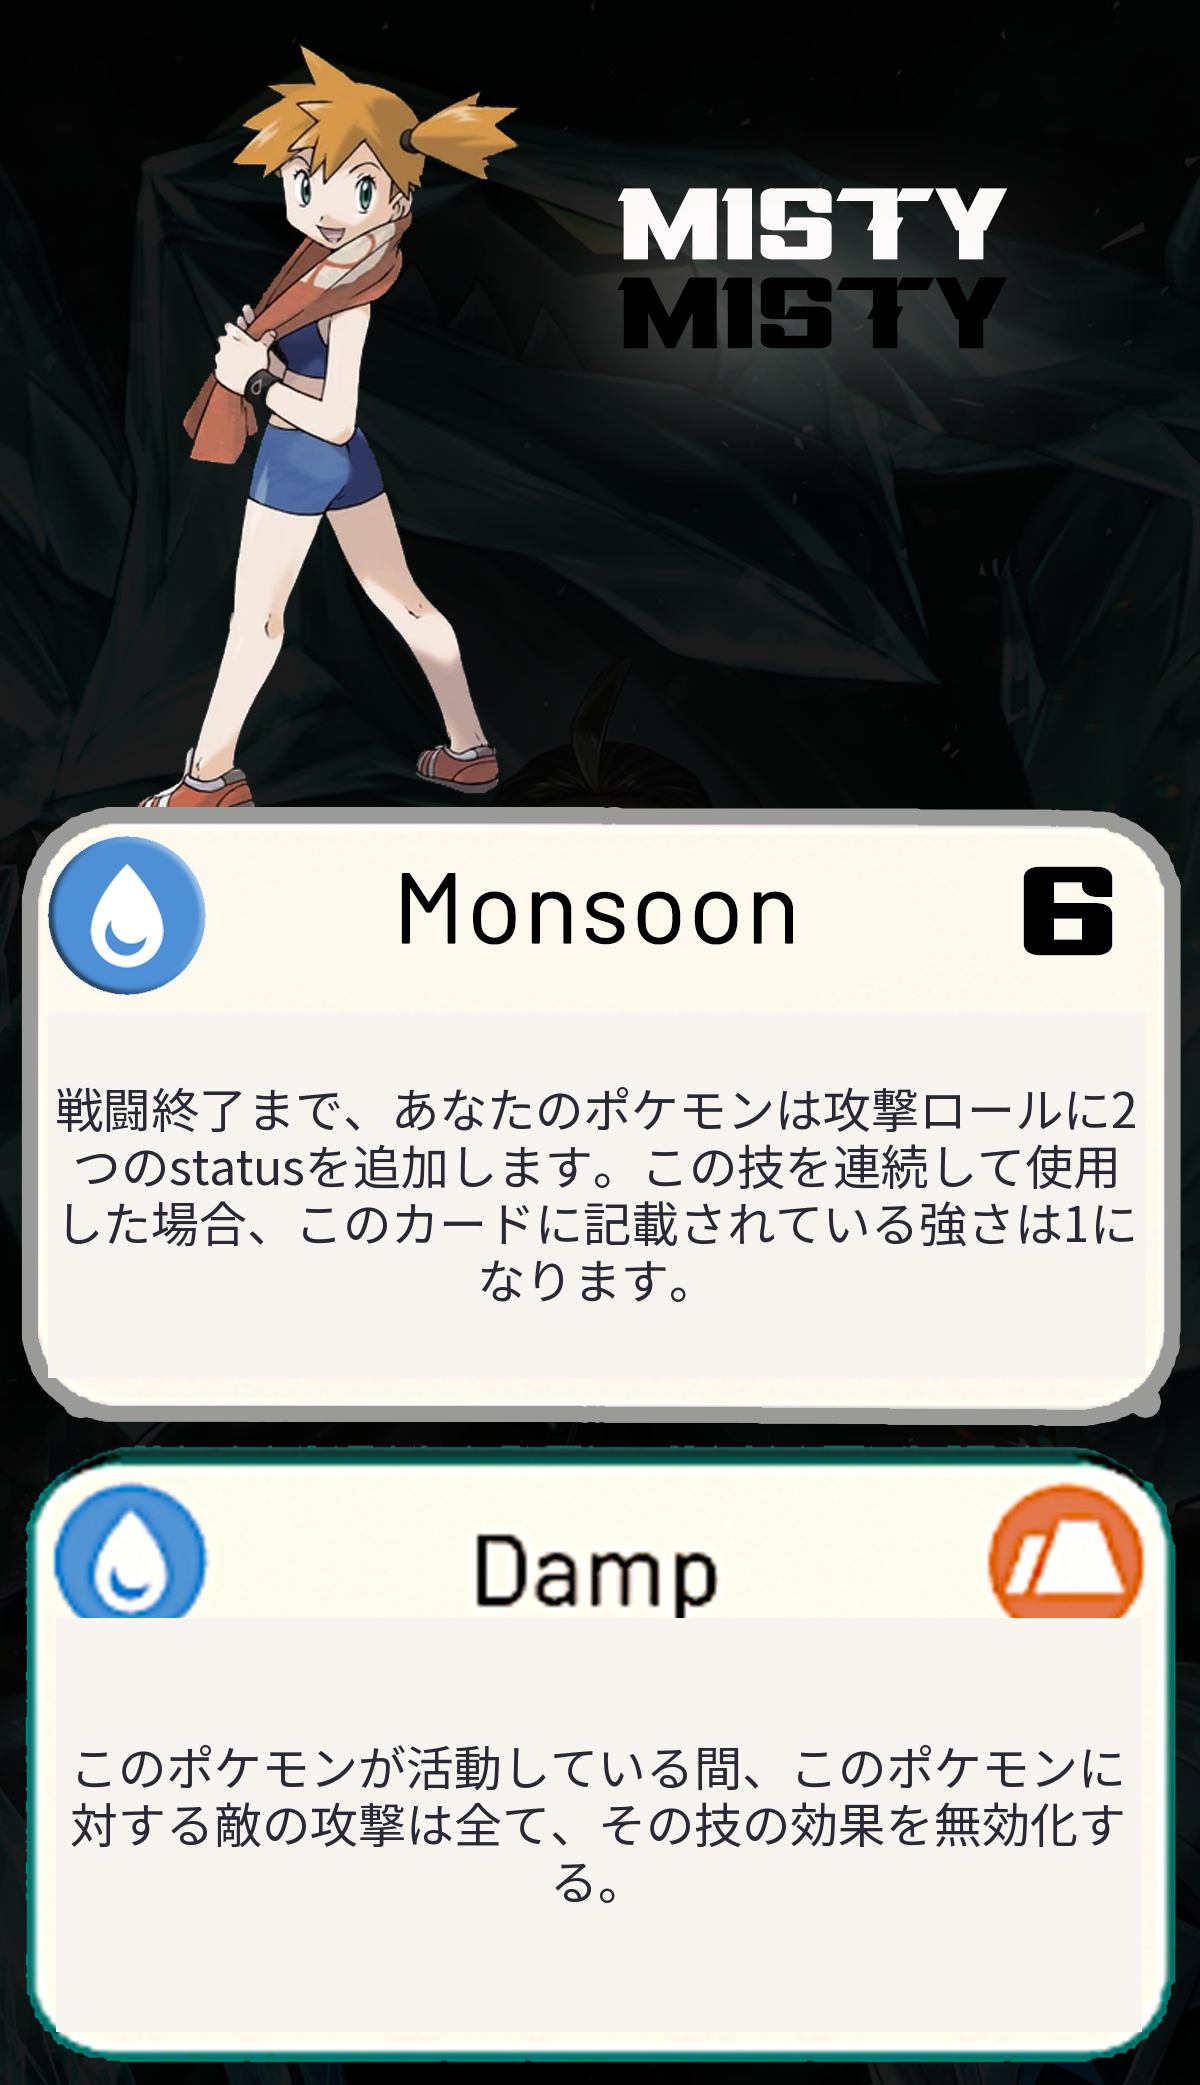 MISTY
MISTY
Monsoon
6
戦闘終了まで、あなたのポケモンは攻撃ロールに2
つのstatusを追加します。この技を連続して使用
した場合、このカードに記載されている強さは1に
なります。
Damp
このポケモンが活動している間、このポケモンに
対する敵の攻撃は全て、その技の効果を無効化す
る。